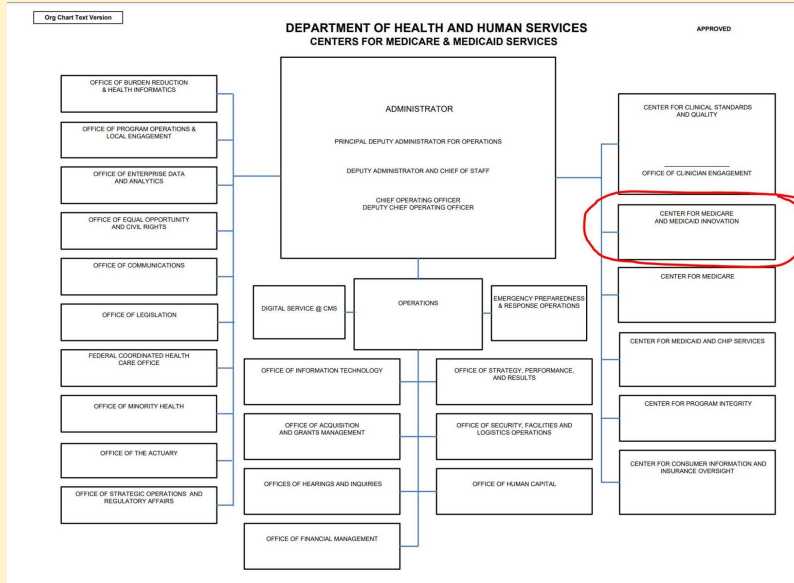 Org Chart Text Version
DEPARTMENT OF HEALTH AND HUMAN SERVICES
CENTERS FOR MEDICARE & MEDICAID SERVICES
APPROVED
OFFICE OF BURDEN REDUCTION
& HEALTH INFORMATICS
OFFICE OF PROGRAM OPERATIONS &
LOCAL ENGAGEMENT
OFFICE OF ENTERPRISE DATA
AND ANALYTICS
OFFICE OF EQUAL OPPORTUNITY
AND CIVIL RIGHTS
OFFICE OF COMMUNICATIONS
OFFICE OF LEGISLATION
FEDERAL COORDINATED HEALTH
CARE OFFICE
OFFICE OF MINORITY HEALTH
OFFICE OF THE ACTUARY
OFFICE OF STRATEGIC OPERATIONS AND
REGULATORY AFFAIRS
ADMINISTRATOR
PRINCIPAL DEPUTY ADMINISTRATOR FOR OPERATIONS
DEPUTY ADMINISTRATOR AND CHIEF OF STAFF
CHIEF OPERATING OFFICER
DEPUTY CHIEF OPERATING OFFICER
DIGITAL SERVICE @ CMS
OPERATIONS
EMERGENCY PREPAREDNESS
& RESPONSE OPERATIONS
OFFICE OF INFORMATION TECHNOLOGY
OFFICE OF STRATEGY, PERFORMANCE,
AND RESULTS
OFFICE OF ACQUISITION
AND GRANTS MANAGEMENT
OFFICE OF SECURITY, FACILITIES AND
LOGISTICS OPERATIONS
OFFICES OF HEARINGS AND INQUIRIES
OFFICE OF HUMAN CAPITAL
OFFICE OF FINANCIAL MANAGEMENT
CENTER FOR CLINICAL STANDARDS
AND QUALITY
OFFICE OF CLINICIAN ENGAGEMENT
CENTER FOR MEDICARE
AND MEDICAID INNOVATION
CENTER FOR MEDICARE
CENTER FOR MEDICAID AND CHIP SERVICES
CENTER FOR PROGRAM INTEGRITY
CENTER FOR CONSUMER INFORMATION AND
INSURANCE OVERSIGHT